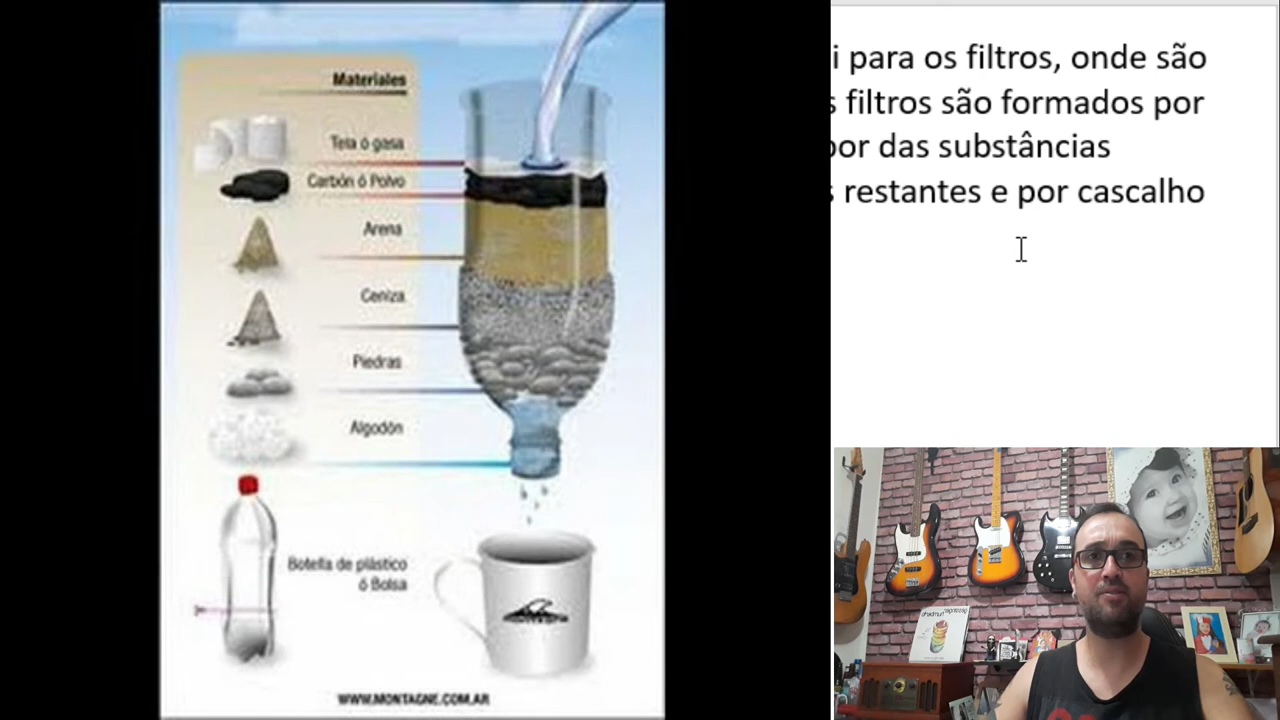 Materiales
Tela ó gasa
Carbón ó Polvo
Arena
Ceniza
Piedras
Algodón
Botella de plástico
ó Bolsa
WWW.MONTAGNE.COM.AR
i para os filtros, onde são
s filtros são formados por
por das substâncias
s restantes e por cascalho